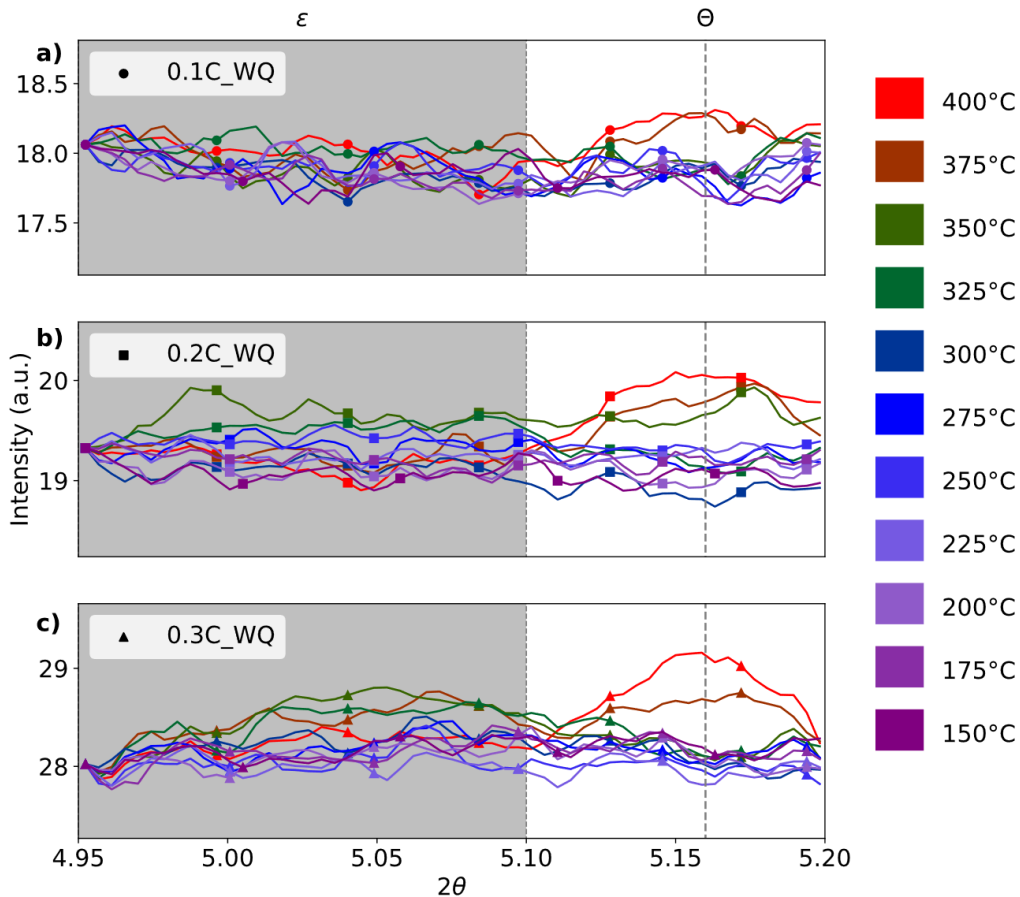 ε Θ
a)
0.1C_WQ
18.5
18.0
17.5
b)
0.2C_WQ
20
19
c)
0.3C_WQ
29
28
Intensity (a.u.)
4.95 5.00 5.05 5.10 5.15 5.20
2θ
400°C
375°C
350°C
325°C
300°C
275°C
250°C
225°C
200°C
175°C
150°C